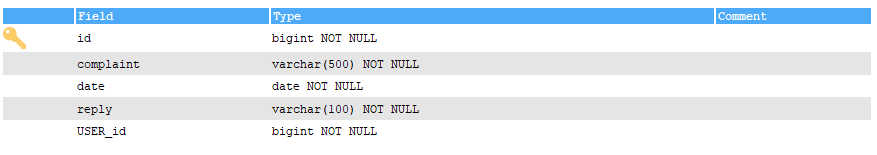 Field Type Comment
id bigint NOT NULL
complaint varchar(500) NOT NULL
date date NOT NULL
reply varchar(100) NOT NULL
USER_id bigint NOT NULL